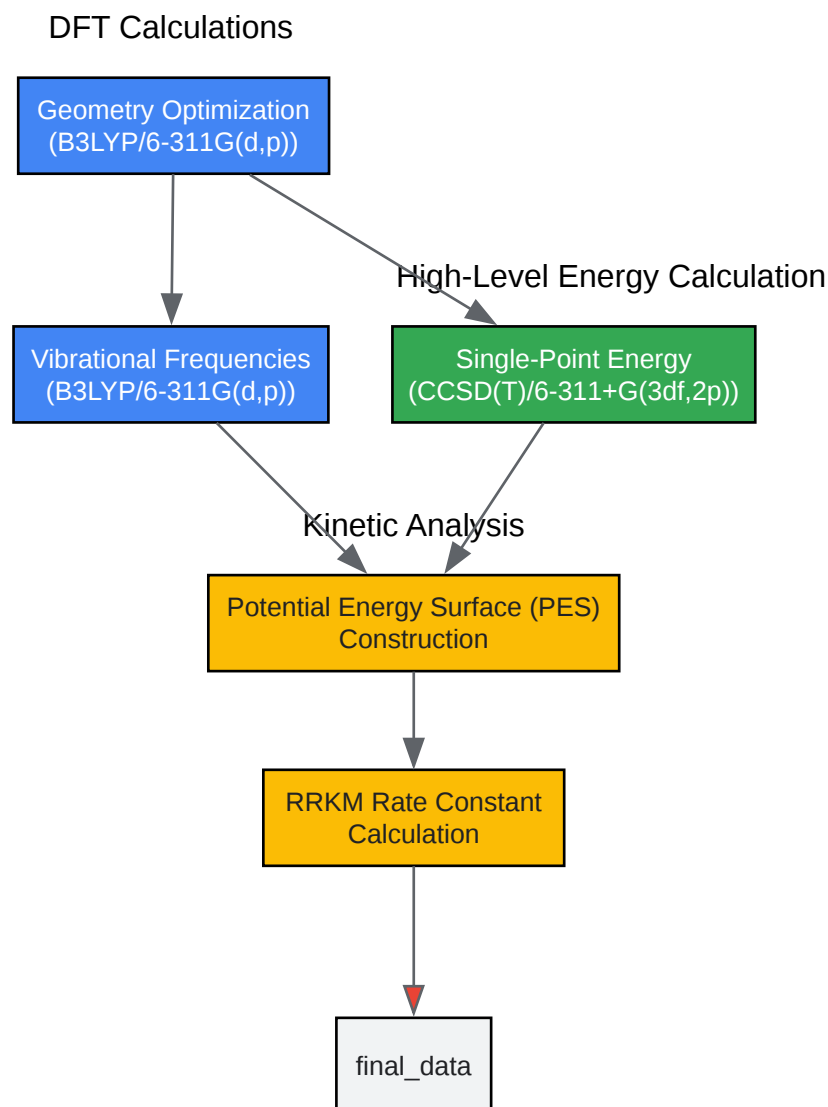 DFT Calculations
Geometry Optimization
(B3LYP/6-311G(d,p))
High-Level Energy Calculation
Vibrational Frequencies
(B3LYP/6-311G(d,p))
Single-Point Energy
(CCSD(T)/6-311+G(3df,2p))
Kinetic Analysis
Potential Energy Surface (PES)
Construction
RRKM Rate Constant
Calculation
final_data